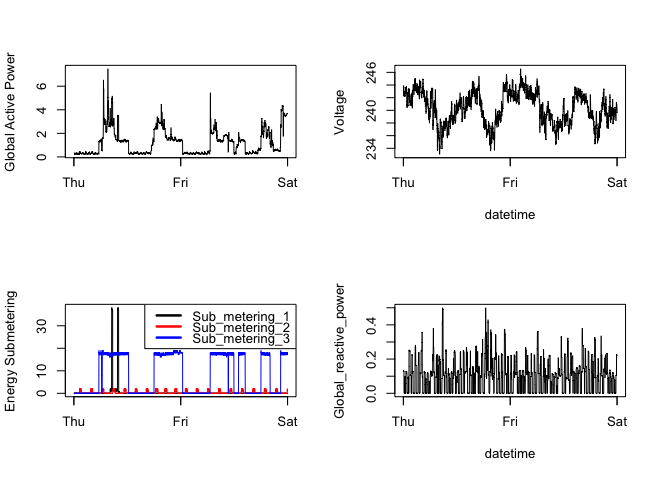 Global Active Power
6
4
2
0
Thu Fri Sat
Voltage
246
240
234
Thu Fri Sat
datetime
Energy Submetering
30
10
0
Sub_metering_1
Sub_metering_2
Sub_metering_3
Thu Fri Sat
Global_reactive_power
0.4
0.2
0.0
Thu Fri Sat
datetime